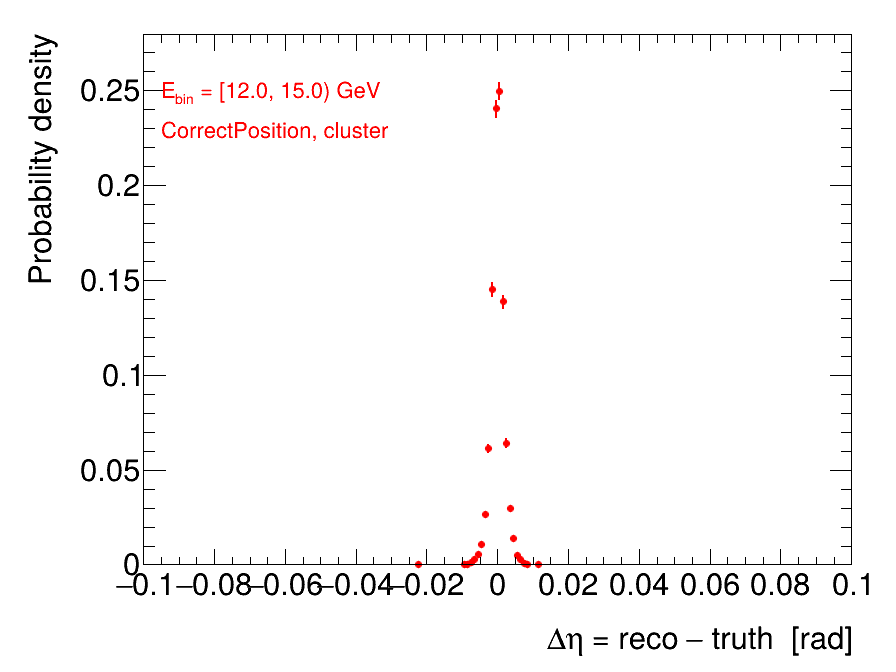 Probability density
0.25
0.2
0.15
0.1
0.05
0
E_bin = [12.0, 15.0) GeV
CorrectPosition, cluster
−0.1 −0.08 −0.06 −0.04 −0.02 0 0.02 0.04 0.06 0.08 0.1
Δη = reco − truth [rad]